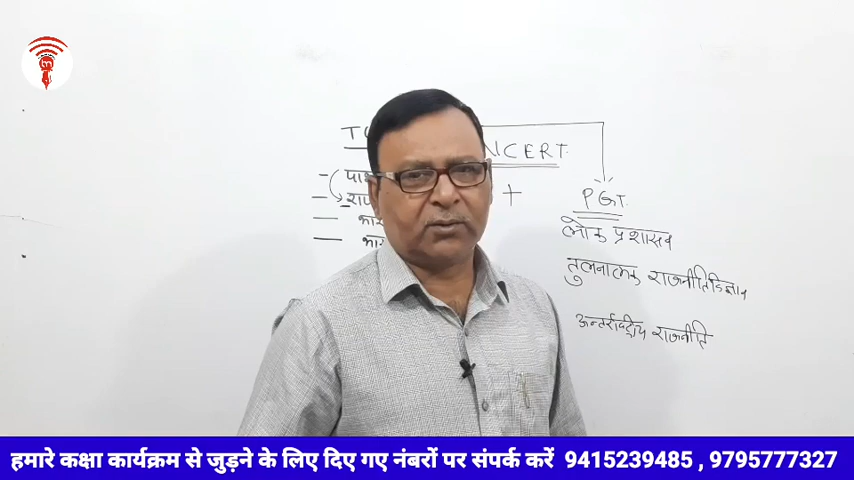 NCERT
+
PGT
लोक प्रशासन
तुलनात्मक राजनीति विज्ञान
अन्तर्राष्ट्रीय राजनीति
हमारे कक्षा कार्यक्रम से जुड़ने के लिए दिए गए नंबरों पर संपर्क करें 9415239485 , 9795777327